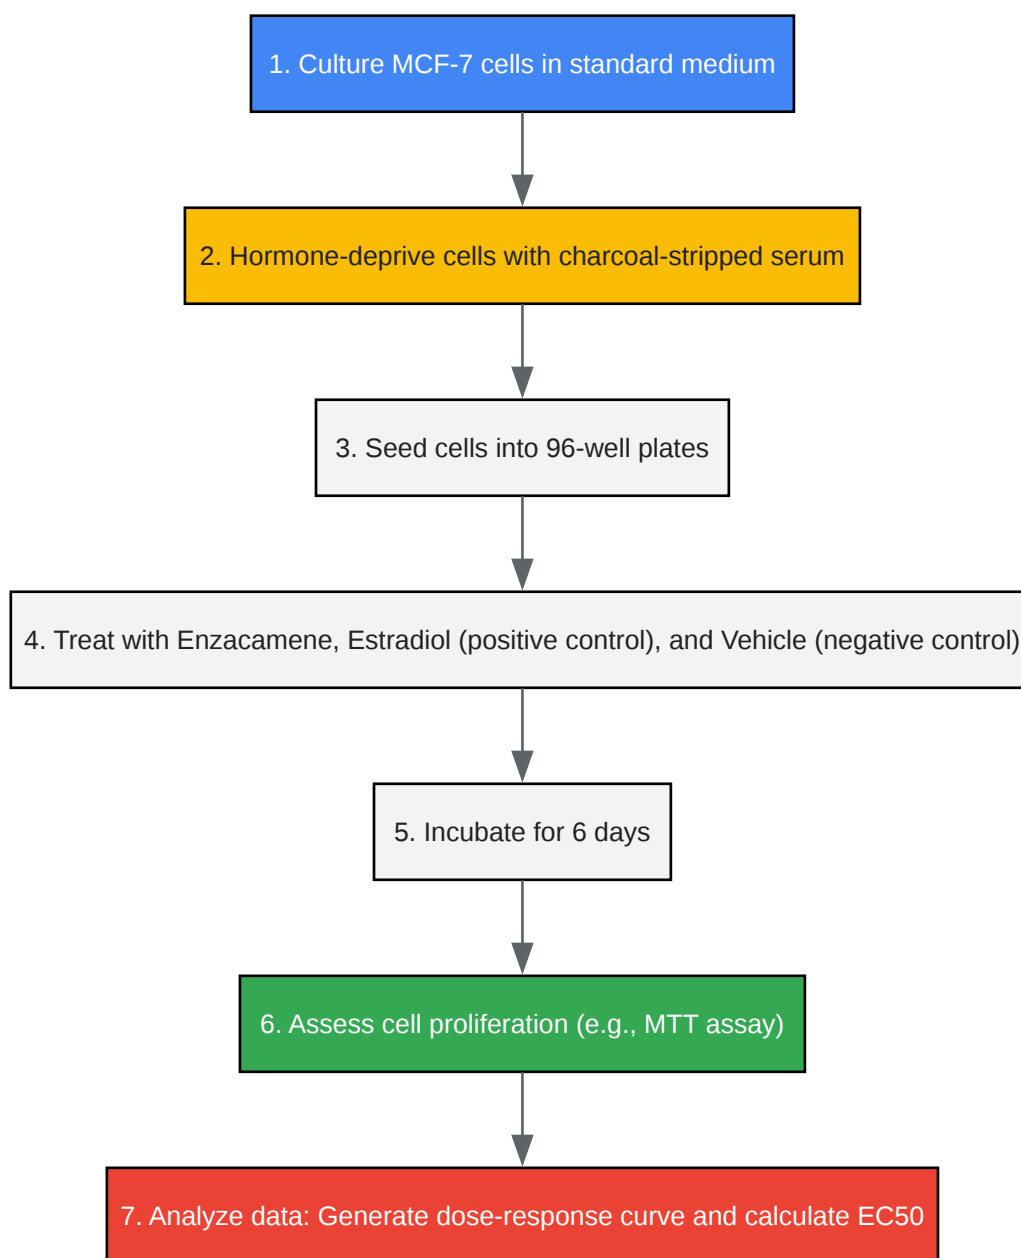 1. Culture MCF-7 cells in standard medium
2. Hormone-deprive cells with charcoal-stripped serum
3. Seed cells into 96-well plates
4. Treat with Enzacamene, Estradiol (positive control), and Vehicle (negative control)
5. Incubate for 6 days
6. Assess cell proliferation (e.g., MTT assay)
7. Analyze data: Generate dose-response curve and calculate EC50